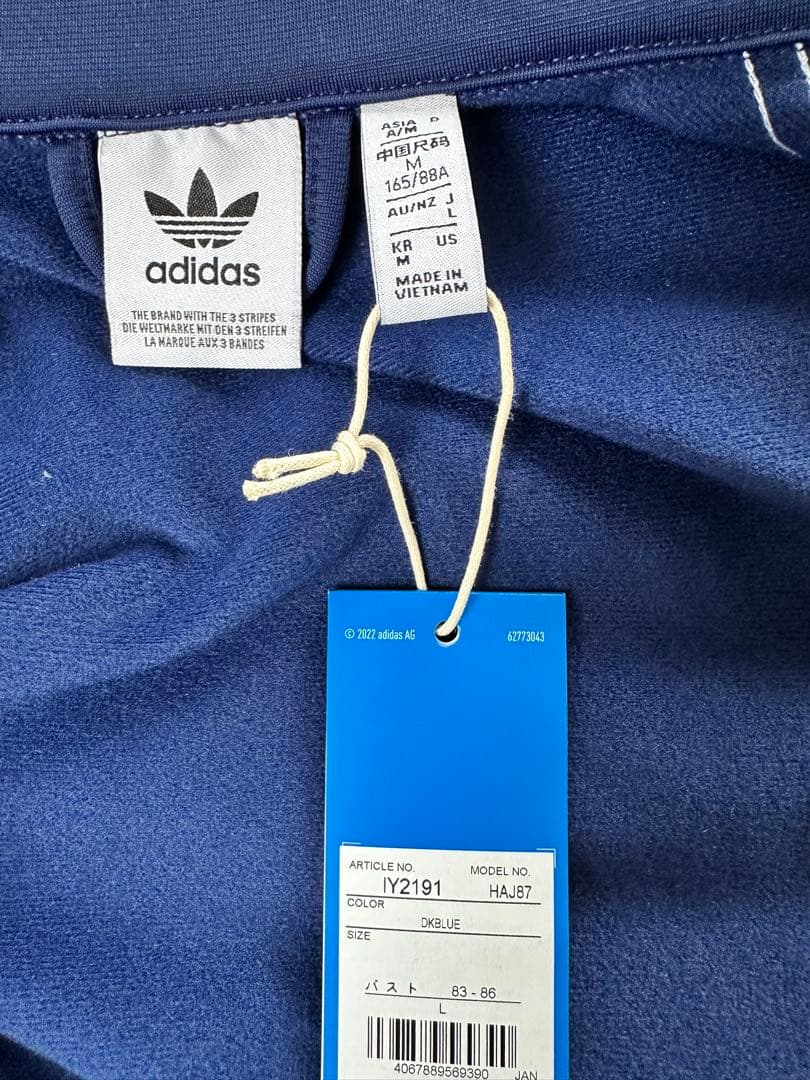 adidas
THE BRAND WITH THE 3 STRIPES
DIE WELTMARKE MIT DEN 3 STREIFEN
LA MARQUE AUX 3 BANDES
ASIA D
A/M
中国尺码
M
165/88A
AU/NZ J
L
KR US
M
MADE IN
VIETNAM
© 2022 adidas AG 62773043
ARTICLE NO. MODEL NO.
IY2191 HAJ87
COLOR
DKBLUE
SIZE
バスト 83 - 86
L
4067889569390 JAN